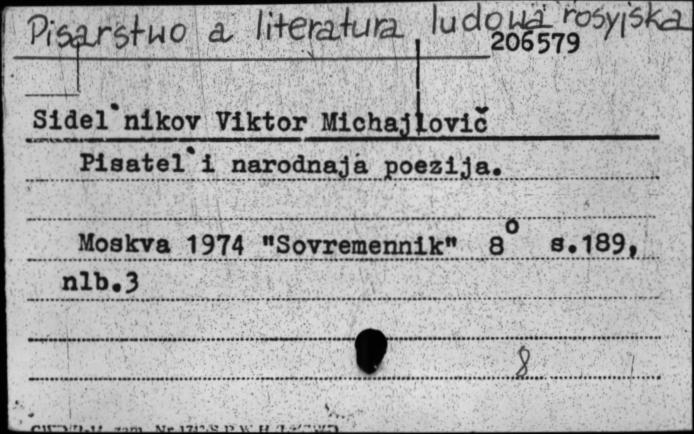 Pisarstwo a literatura ludowa rosyjska
206579
Sidel`nikov Viktor Michajlovič
Pisatel`i narodnaja poezija.
Moskva 1974 "Sovremennik" 8° s.189,
nlb.3
8